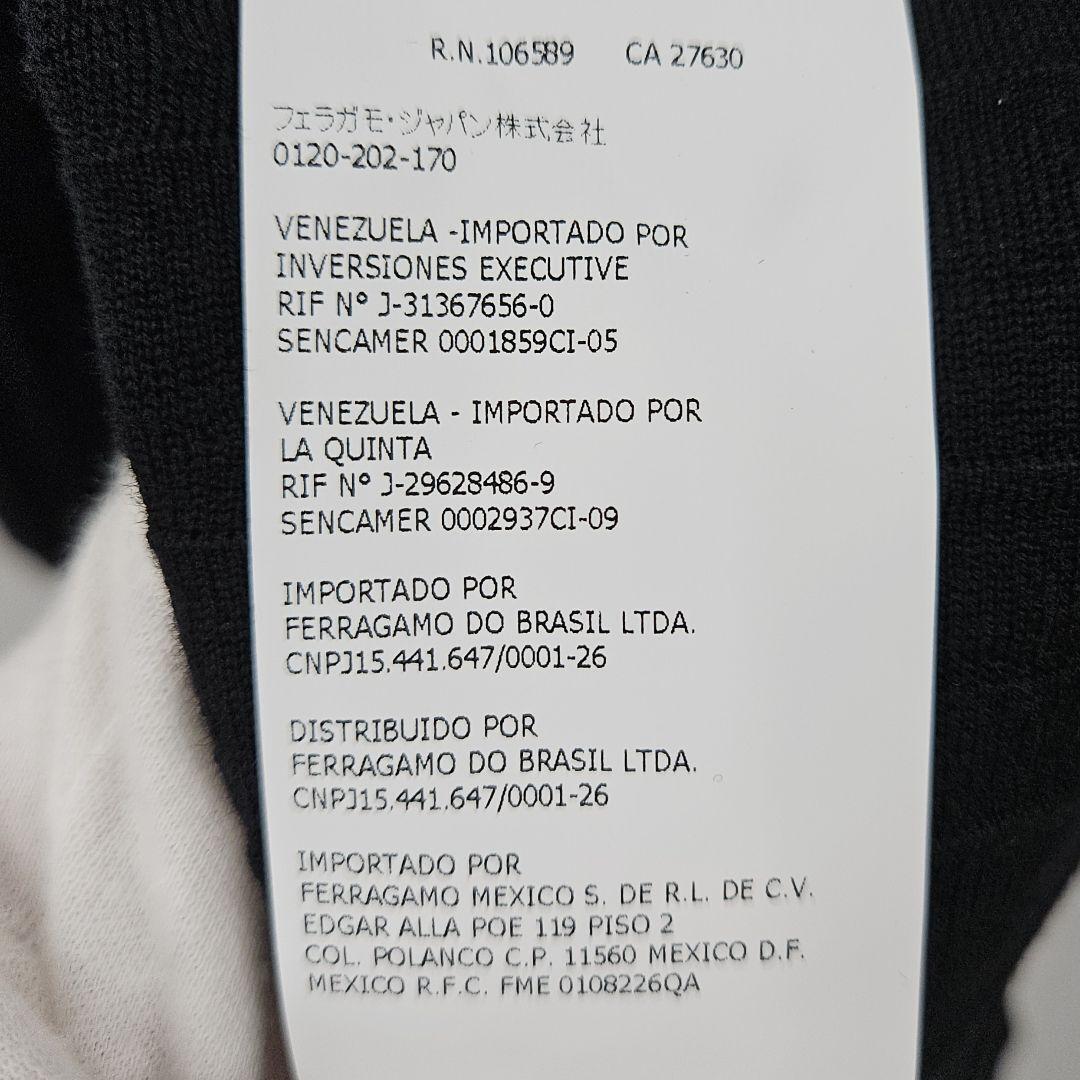 R.N.106589 CA 27630
フェラガモ・ジャパン株式会社
0120-202-170
VENEZUELA -IMPORTADO POR
INVERSIONES EXECUTIVE
RIF Nº J-31367656-0
SENCAMER 0001859CI-05
VENEZUELA - IMPORTADO POR
LA QUINTA
RIF Nº J-29628486-9
SENCAMER 0002937CI-09
IMPORTADO POR
FERRAGAMO DO BRASIL LTDA.
CNPJ15.441.647/0001-26
DISTRIBUIDO POR
FERRAGAMO DO BRASIL LTDA.
CNPJ15.441.647/0001-26
IMPORTADO POR
FERRAGAMO MEXICO S. DE R.L. DE C.V.
EDGAR ALLA POE 119 PISO 2
COL. POLANCO C.P. 11560 MEXICO D.F.
MEXICO R.F.C. FME 0108226QA